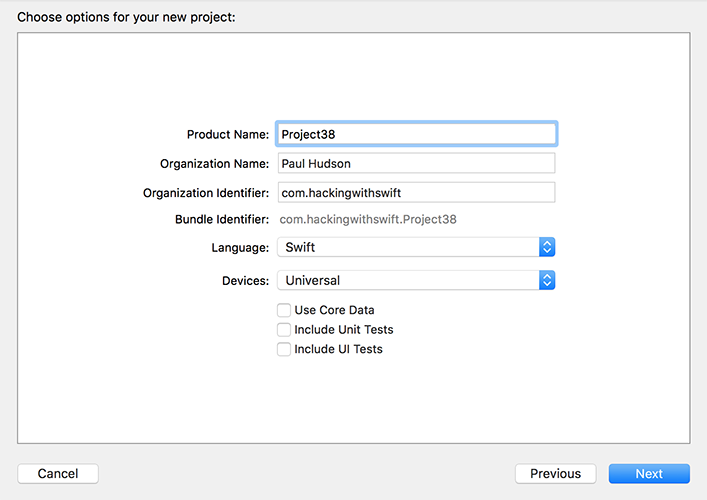 Choose options for your new project:
Product Name: Project38
Organization Name: Paul Hudson
Organization Identifier: com.hackingwithswift
Bundle Identifier: com.hackingwithswift.Project38
Language: Swift
Devices: Universal
Use Core Data
Include Unit Tests
Include UI Tests
Cancel Previous Next